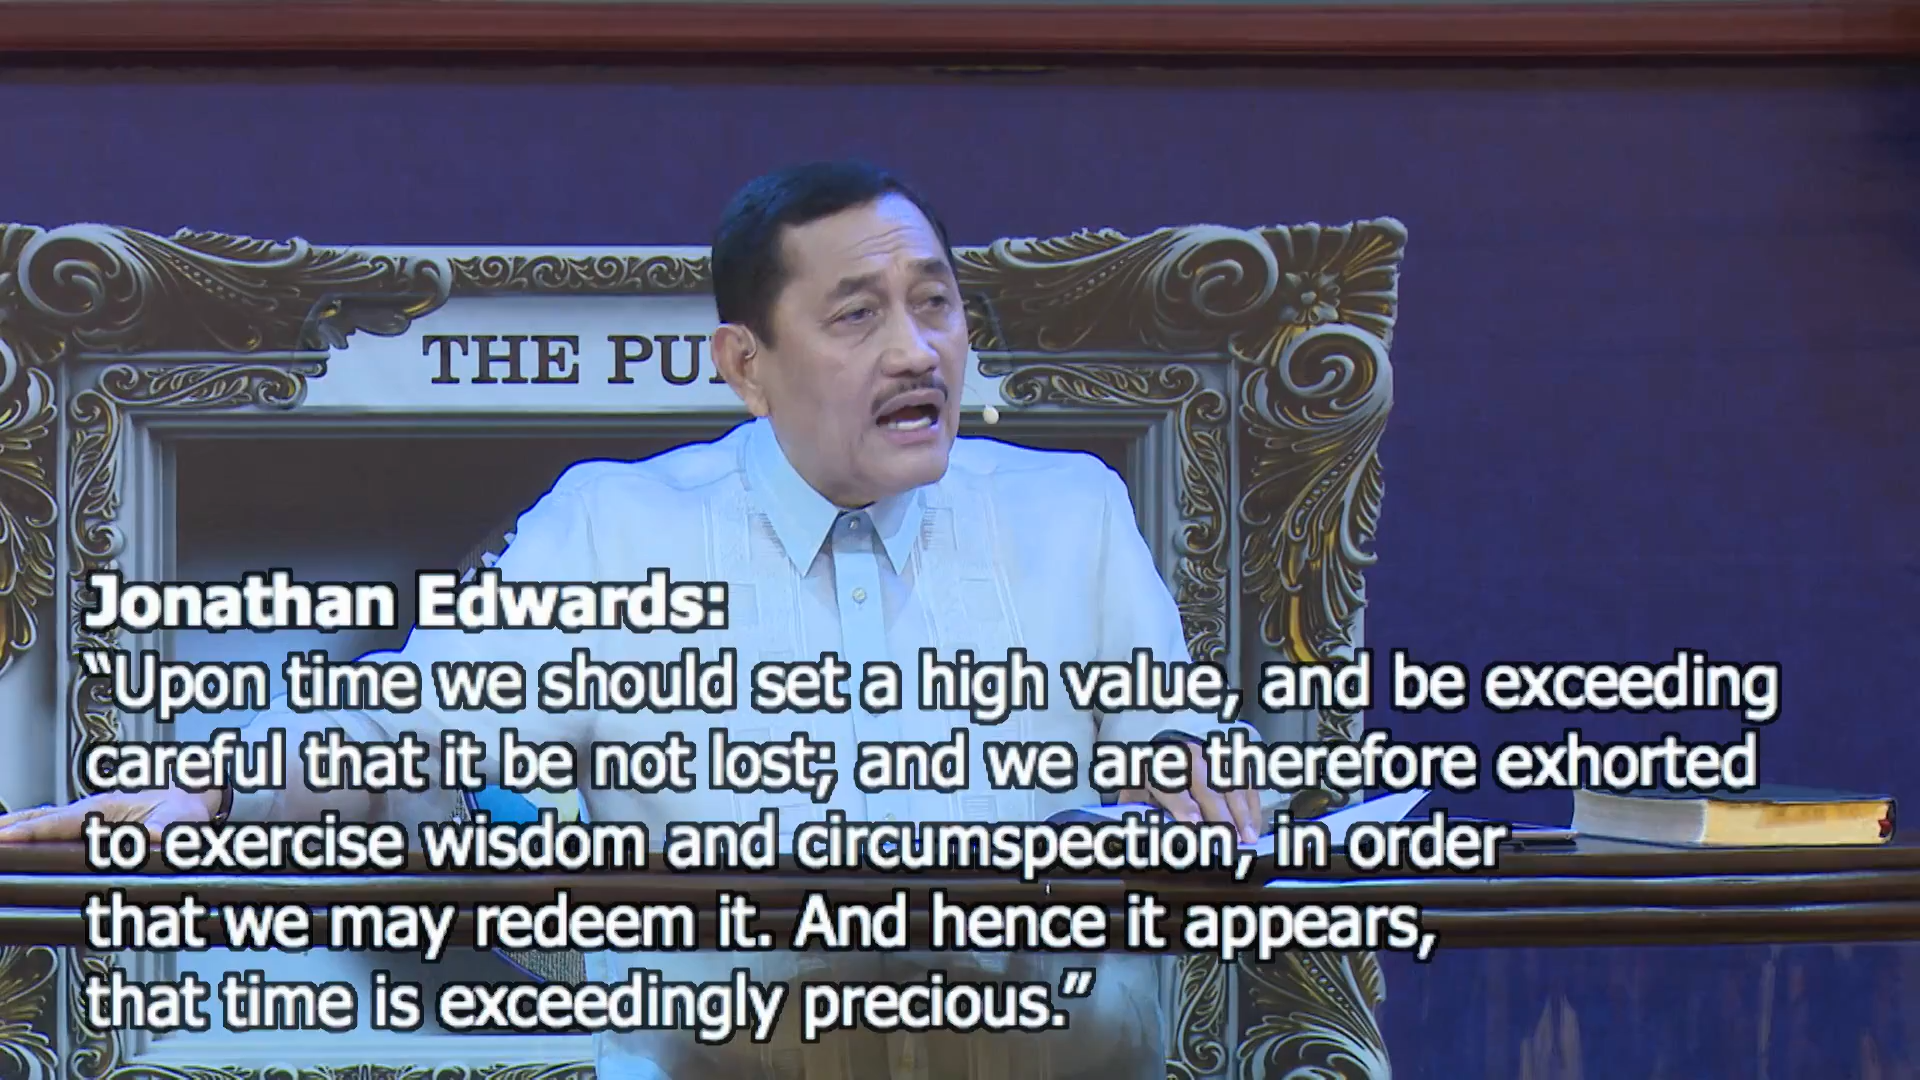 THE PU
Jonathan Edwards:
“Upon time we should set a high value, and be exceeding
careful that it be not lost; and we are therefore exhorted
to exercise wisdom and circumspection, in order
that we may redeem it. And hence it appears,
that time is exceedingly precious.”